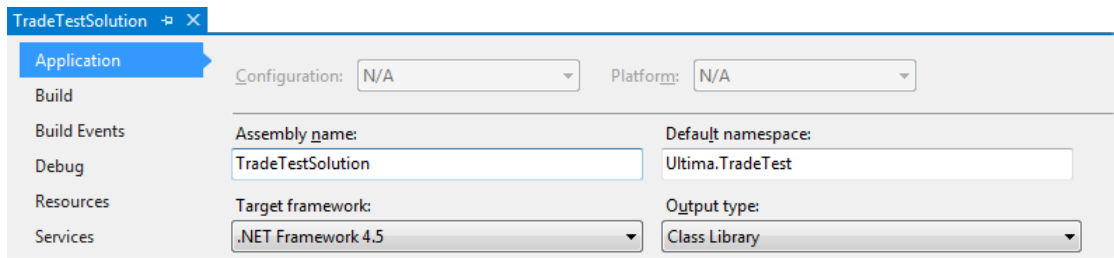 TradeTestSolution
Application
Configuration: N/A Platform: N/A
Build
Build Events
Assembly name: Default namespace:
Debug
TradeTestSolution Ultima.TradeTest
Resources
Target framework: Output type:
Services
.NET Framework 4.5 Class Library